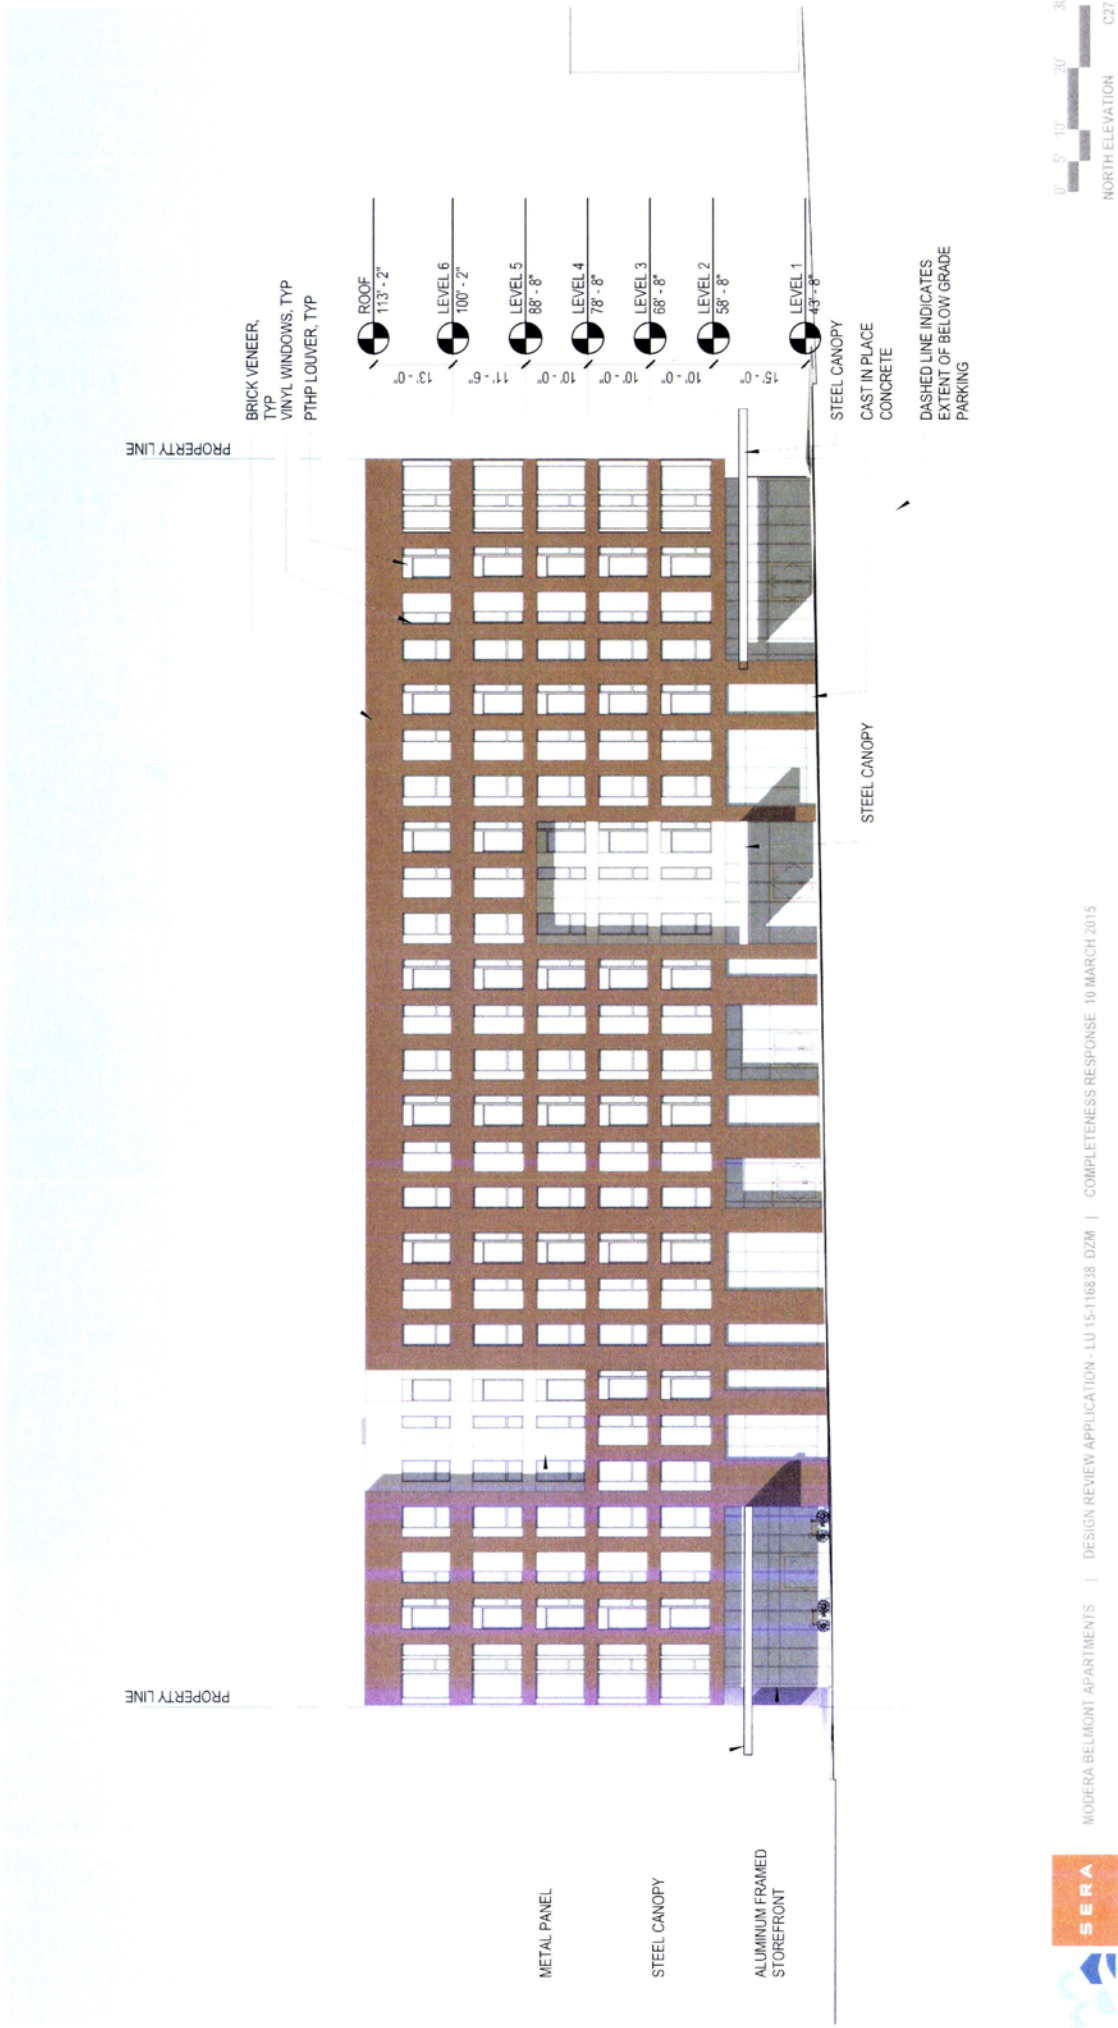 PROPERTY LINE
PROPERTY LINE
BRICK VENEER,
TYP
VINYL WINDOWS, TYP
PTHP LOUVER, TYP
ROOF
113' - 2"
LEVEL 6
100' - 2"
LEVEL 5
88' - 8"
LEVEL 4
78' - 8"
LEVEL 3
68' - 8"
LEVEL 2
58' - 8"
LEVEL 1
43' - 8"
13' - 0"
11' - 6"
10' - 0"
10' - 0"
10' - 0"
15' - 0"
METAL PANEL
STEEL CANOPY
ALUMINUM FRAMED
STOREFRONT
STEEL CANOPY
STEEL CANOPY
CAST IN PLACE
CONCRETE
DASHED LINE INDICATES
EXTENT OF BELOW GRADE
PARKING
SERA
MODERA BELMONT APARTMENTS | DESIGN REVIEW APPLICATION - LU 15-116838 DZM | COMPLETENESS RESPONSE 10 MARCH 2015
0' 5' 10' 20'
NORTH ELEVATION C27